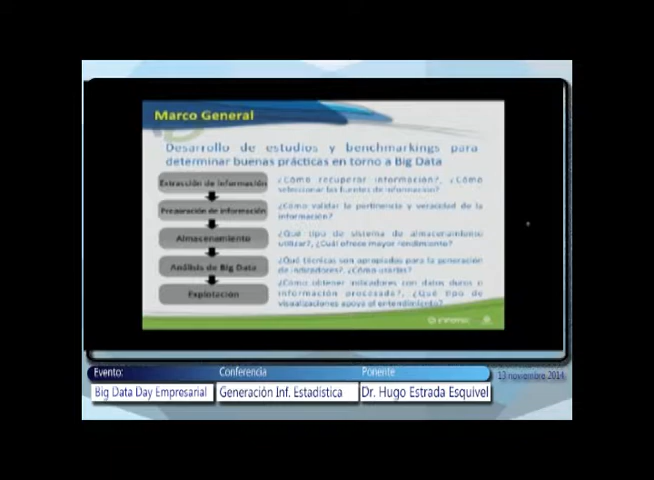 Marco General
Desarrollo de estudios y benchmarkings para
determinar buenas prácticas en torno a Big Data
Extracción de información
¿Cómo recuperar información?, ¿Cómo
seleccionar las fuentes de información?
Preparación de información
¿Cómo validar la pertinencia y veracidad de la
información?
Almacenamiento
¿Qué tipo de sistema de almacenamiento
utilizar?, ¿Cuál ofrece mayor rendimiento?
Análisis de Big Data
¿Qué técnicas son apropiadas para la generación
de indicadores?, ¿Cómo usarlas?
Explotación
¿Cómo obtener indicadores con datos duros o
información procesada?, ¿Qué tipo de
visualizaciones apoya al entendimiento?
INFOTEC
Evento:
Conferencia
Ponente
13 noviembre 2014
Big Data Day Empresarial
Generación Inf. Estadística
Dr. Hugo Estrada Esquivel